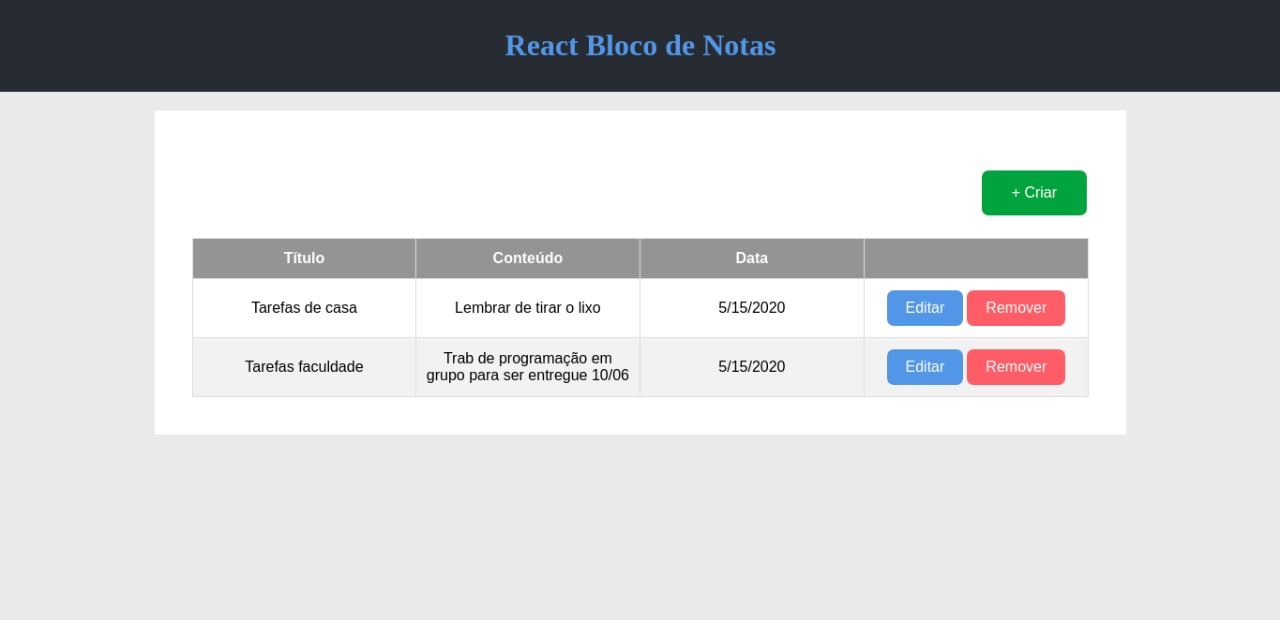 React Bloco de Notas
+ Criar
Título Conteúdo Data
Tarefas de casa Lembrar de tirar o lixo 5/15/2020 Editar Remover
Tarefas faculdade Trab de programação em
grupo para ser entregue 10/06 5/15/2020 Editar Remover